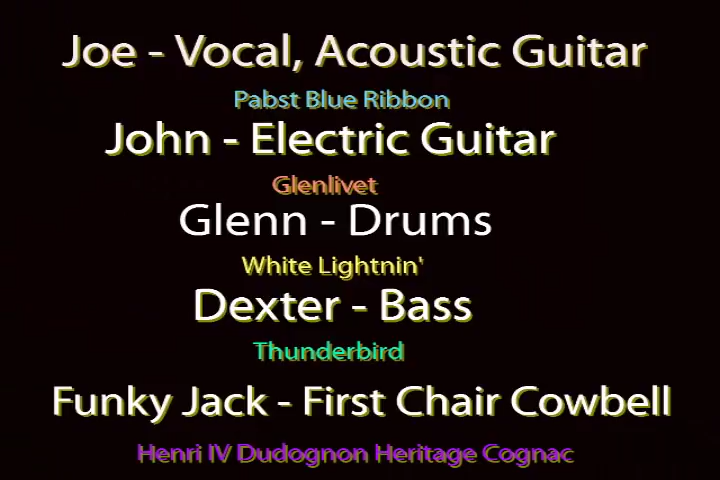 Joe - Vocal, Acoustic Guitar
Pabst Blue Ribbon
John - Electric Guitar
Glenlivet
Glenn - Drums
White Lightnin'
Dexter - Bass
Thunderbird
Funky Jack - First Chair Cowbell
Henri IV Dudognon Heritage Cognac